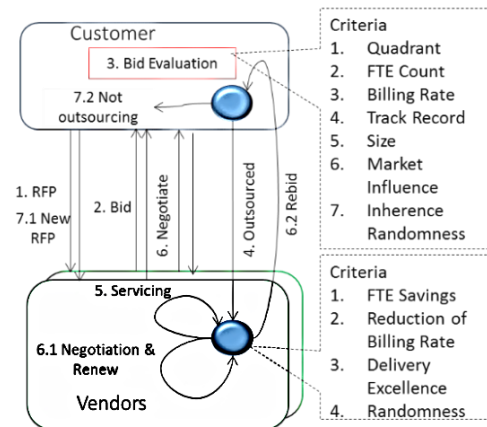 Customer
3. Bid Evaluation
7.2 Not
outsourcing
1. RFP
7.1 New
RFP
2. Bid
6. Negotiate
4. Outsourced
6.2 Rebid
5. Servicing
6.1 Negotiation &
Renew
Vendors
Criteria
1. Quadrant
2. FTE Count
3. Billing Rate
4. Track Record
5. Size
6. Market
Influence
7. Inherence
Randomness
Criteria
1. FTE Savings
2. Reduction of
Billing Rate
3. Delivery
Excellence
4. Randomness